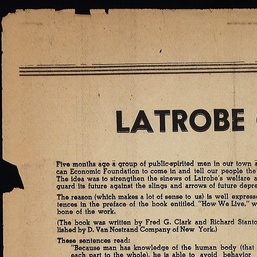 LATROBE
Five months ago a group of public-spirited men in our town a
can Economic Foundation to come in and tell our people the
The idea was to strengthen the sinews of Latrobe's welfare a
guard its future against the slings and arrows of future depre
The reason (which makes a lot of sense to us) is well expresse
tences in the preface of the book entitled "How We Live," w
bone of the work.
(The book was written by Fred G. Clark and Richard Stanto
lished by D. Van Nostrand Company of New York.)
These sentences read:
"Because man has knowledge of the human body (that
each part to the whole), he is able to avoid behavior